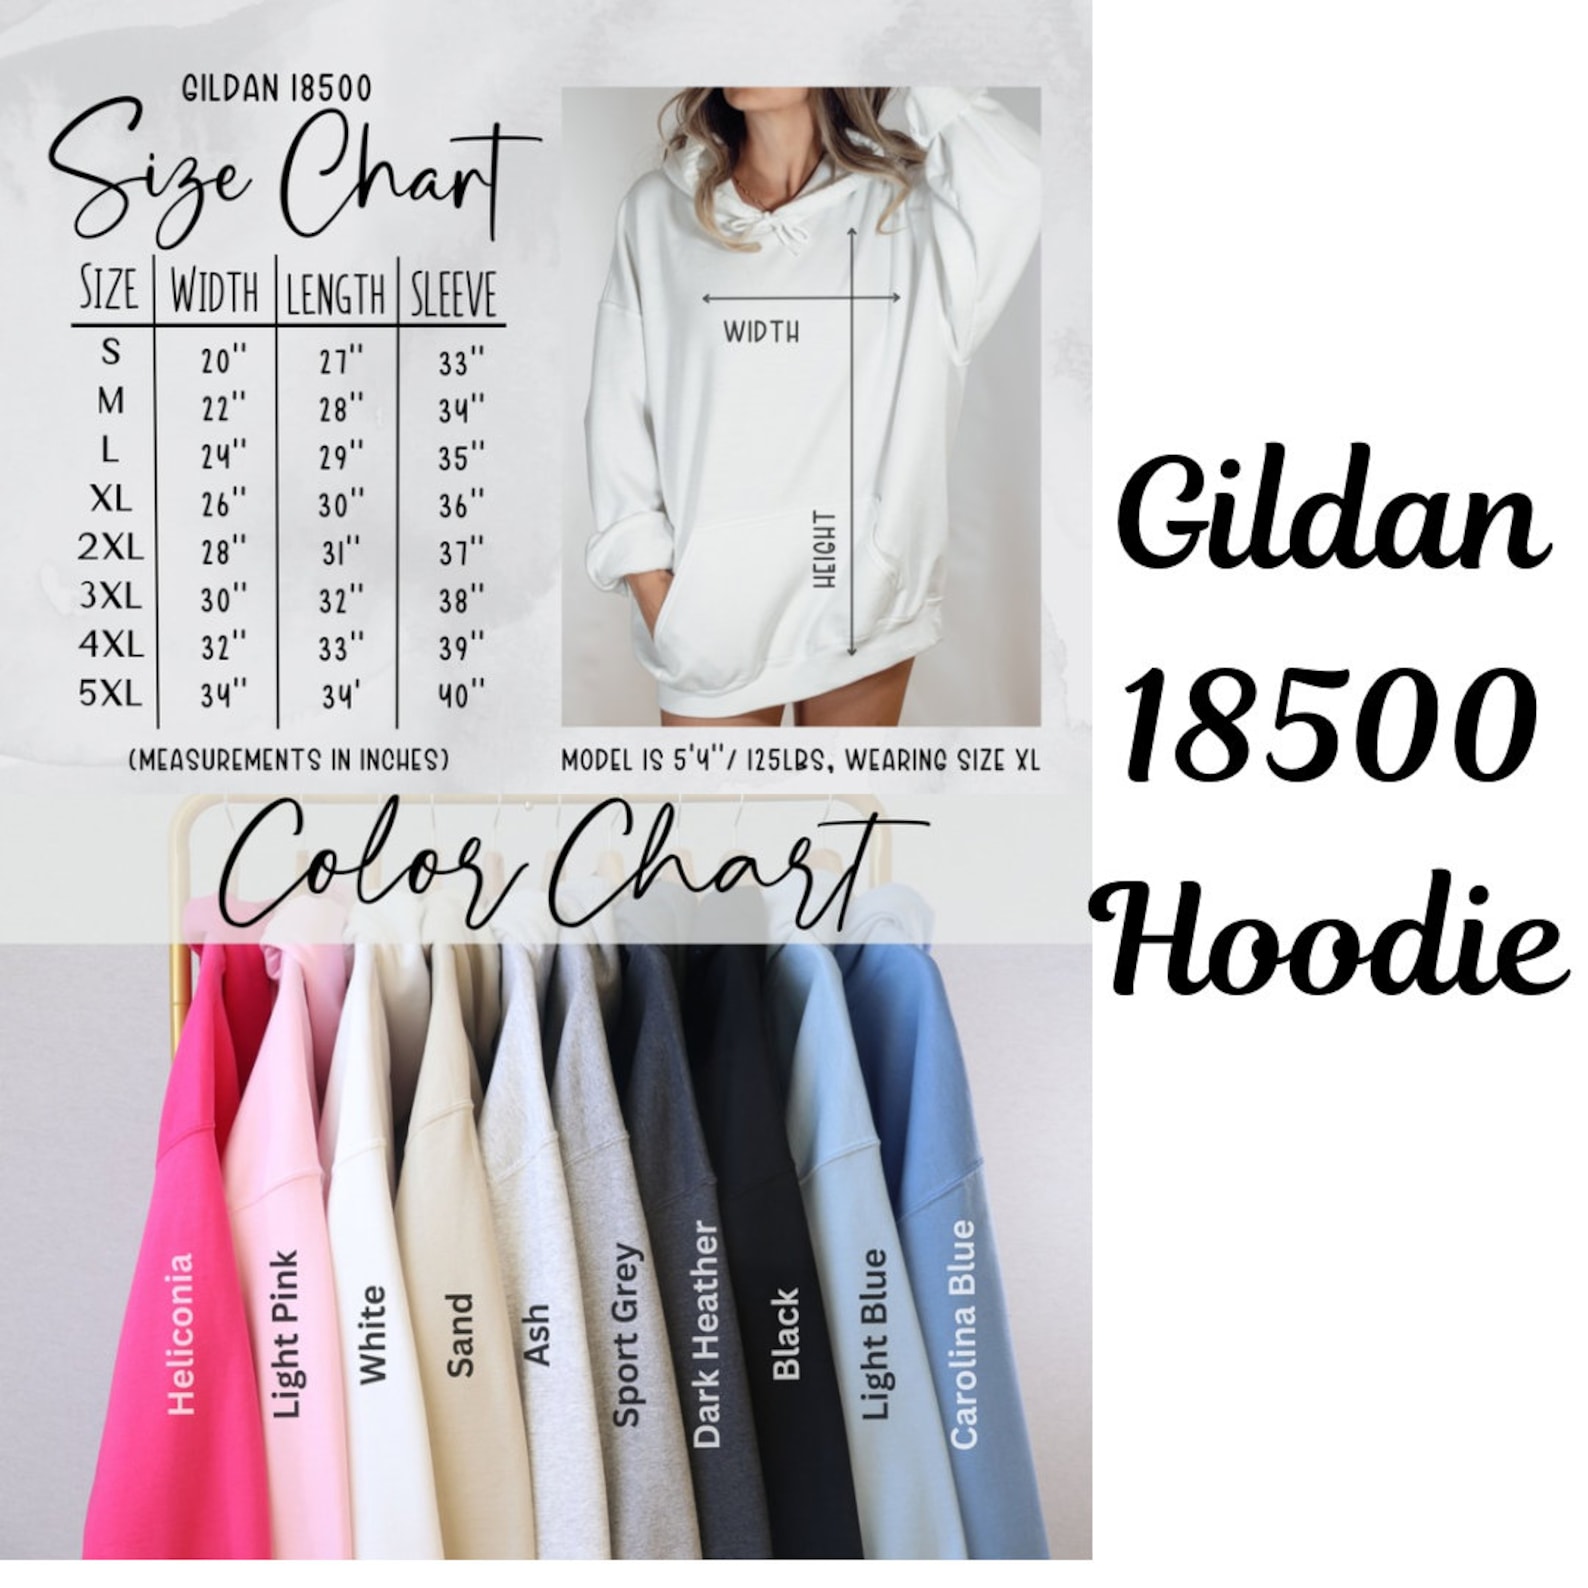 GILDAN 18500
Size Chart
SIZE WIDTH LENGTH SLEEVE
S 20" 27" 33"
M 22" 28" 34"
L 24" 29" 35"
XL 26" 30" 36"
2XL 28" 31" 37"
3XL 30" 32" 38"
4XL 32" 33" 39"
5XL 34" 34' 40"
(MEASUREMENTS IN INCHES)
WIDTH
HEIGHT
MODEL IS 5'4"/ 125LBS, WEARING SIZE XL
Color Chart
Heliconia
Light Pink
White
Sand
Ash
Sport Grey
Dark Heather
Black
Light Blue
Carolina Blue
Gildan
18500
Hoodie